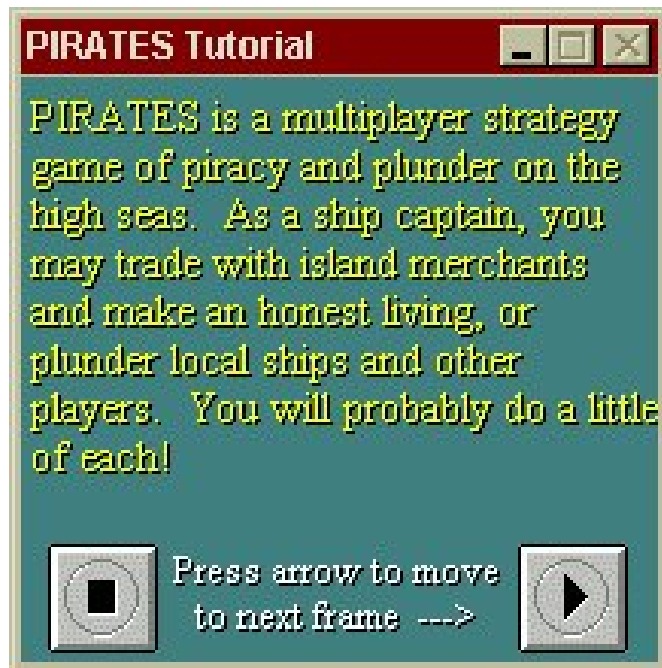 PIRATES Tutorial
PIRATES is a multiplayer strategy
game of piracy and plunder on the
high seas.  As a ship captain, you
may trade with island merchants
and make an honest living, or
plunder local ships and other
players.  You will probably do a little
of each!
Press arrow to move
to next frame --->